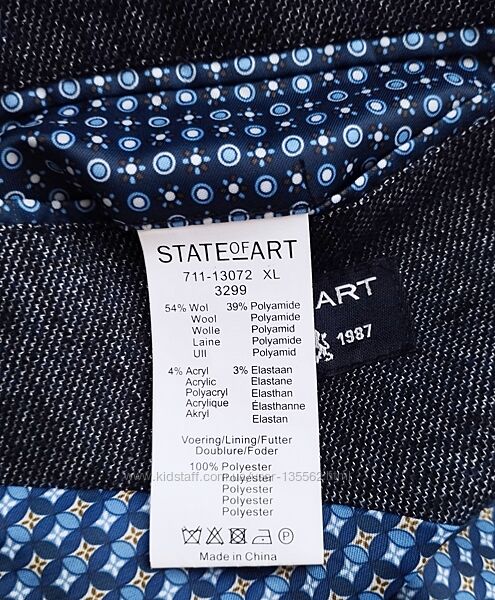 STATE OF ART
711-13072 XL
3299
54% Wol 39% Polyamide
Wool Polyamide
Wolle Polyamid
Laine Polyamide
Ull Polyamid
4% Acryl 3% Elastaan
Acrylic Elastane
Polyacryl Elasthan
Acrylique Élasthanne
Akryl Elastan
Voering/Lining/Futter
Doublure/Foder
100% Polyester
Polyester
Polyester
Polyester
Polyester
Made in China
ART
1987